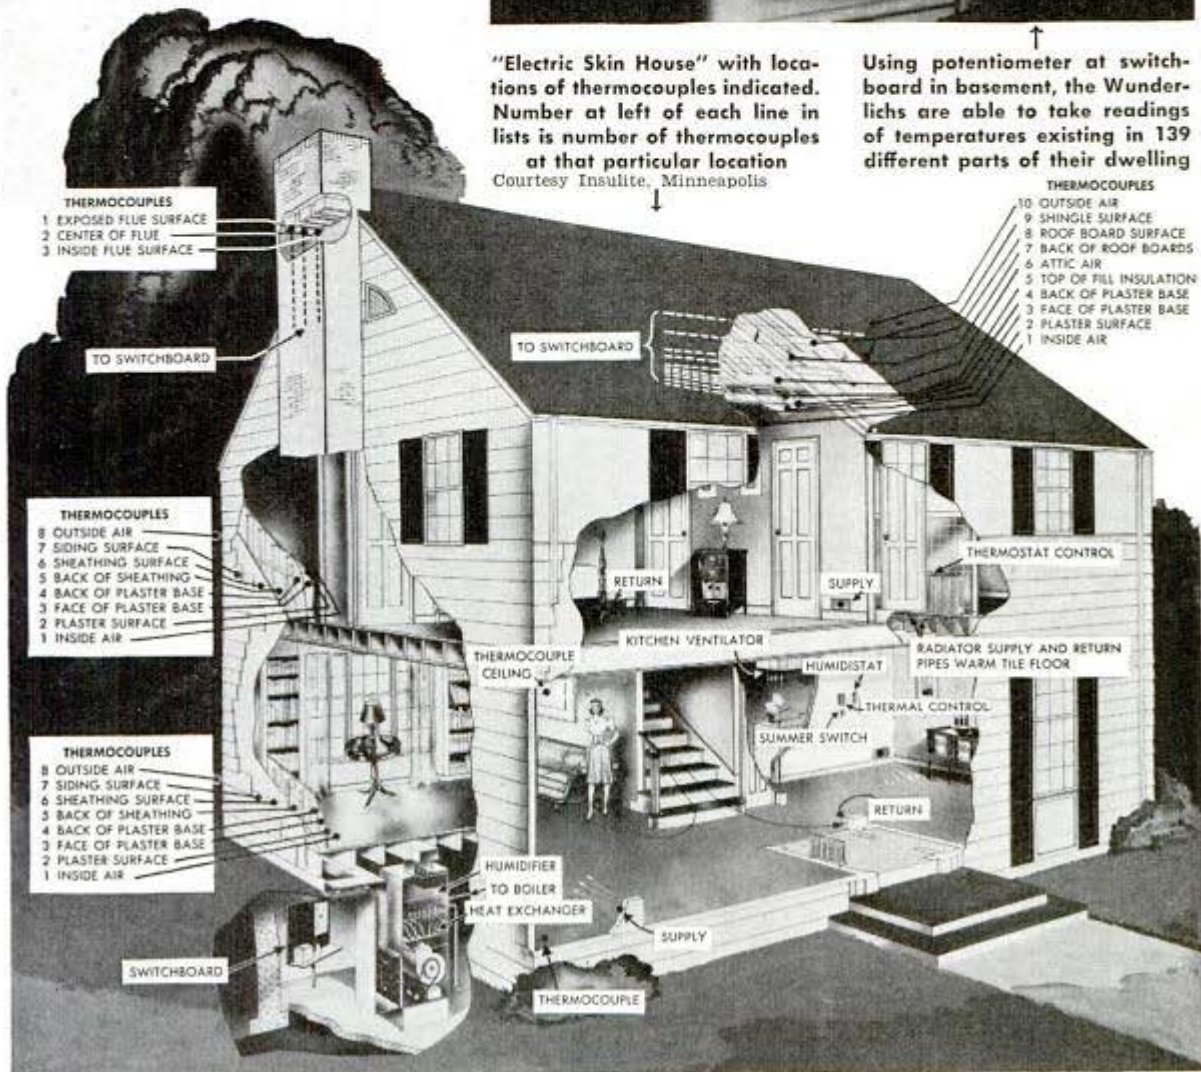 "Electric Skin House" with loca-
tions of thermocouples indicated.
Number at left of each line in
lists is number of thermocouples
at that particular location
Courtesy Insulite, Minneapolis
Using potentiometer at switch-
board in basement, the Wunder-
lichs are able to take readings
of temperatures existing in 139
different parts of their dwelling
THERMOCOUPLES
1 EXPOSED FLUE SURFACE
2 CENTER OF FLUE
3 INSIDE FLUE SURFACE
TO SWITCHBOARD
THERMOCOUPLES
10 OUTSIDE AIR
9 SHINGLE SURFACE
8 ROOF BOARD SURFACE
7 BACK OF ROOF BOARDS
6 ATTIC AIR
5 TOP OF FILL INSULATION
4 BACK OF PLASTER BASE
3 FACE OF PLASTER BASE
2 PLASTER SURFACE
1 INSIDE AIR
TO SWITCHBOARD
THERMOCOUPLES
8 OUTSIDE AIR
7 SIDING SURFACE
6 SHEATHING SURFACE
5 BACK OF SHEATHING
4 BACK OF PLASTER BASE
3 FACE OF PLASTER BASE
2 PLASTER SURFACE
1 INSIDE AIR
THERMOSTAT CONTROL
RETURN
SUPPLY
KITCHEN VENTILATOR
THERMOCOUPLE
CEILING
HUMIDISTAT
RADIATOR SUPPLY AND RETURN
PIPES WARM TILE FLOOR
THERMAL CONTROL
SUMMER SWITCH
THERMOCOUPLES
8 OUTSIDE AIR
7 SIDING SURFACE
6 SHEATHING SURFACE
5 BACK OF SHEATHING
4 BACK OF PLASTER BASE
3 FACE OF PLASTER BASE
2 PLASTER SURFACE
1 INSIDE AIR
RETURN
HUMIDIFIER
TO BOILER
HEAT EXCHANGER
SUPPLY
SWITCHBOARD
THERMOCOUPLE